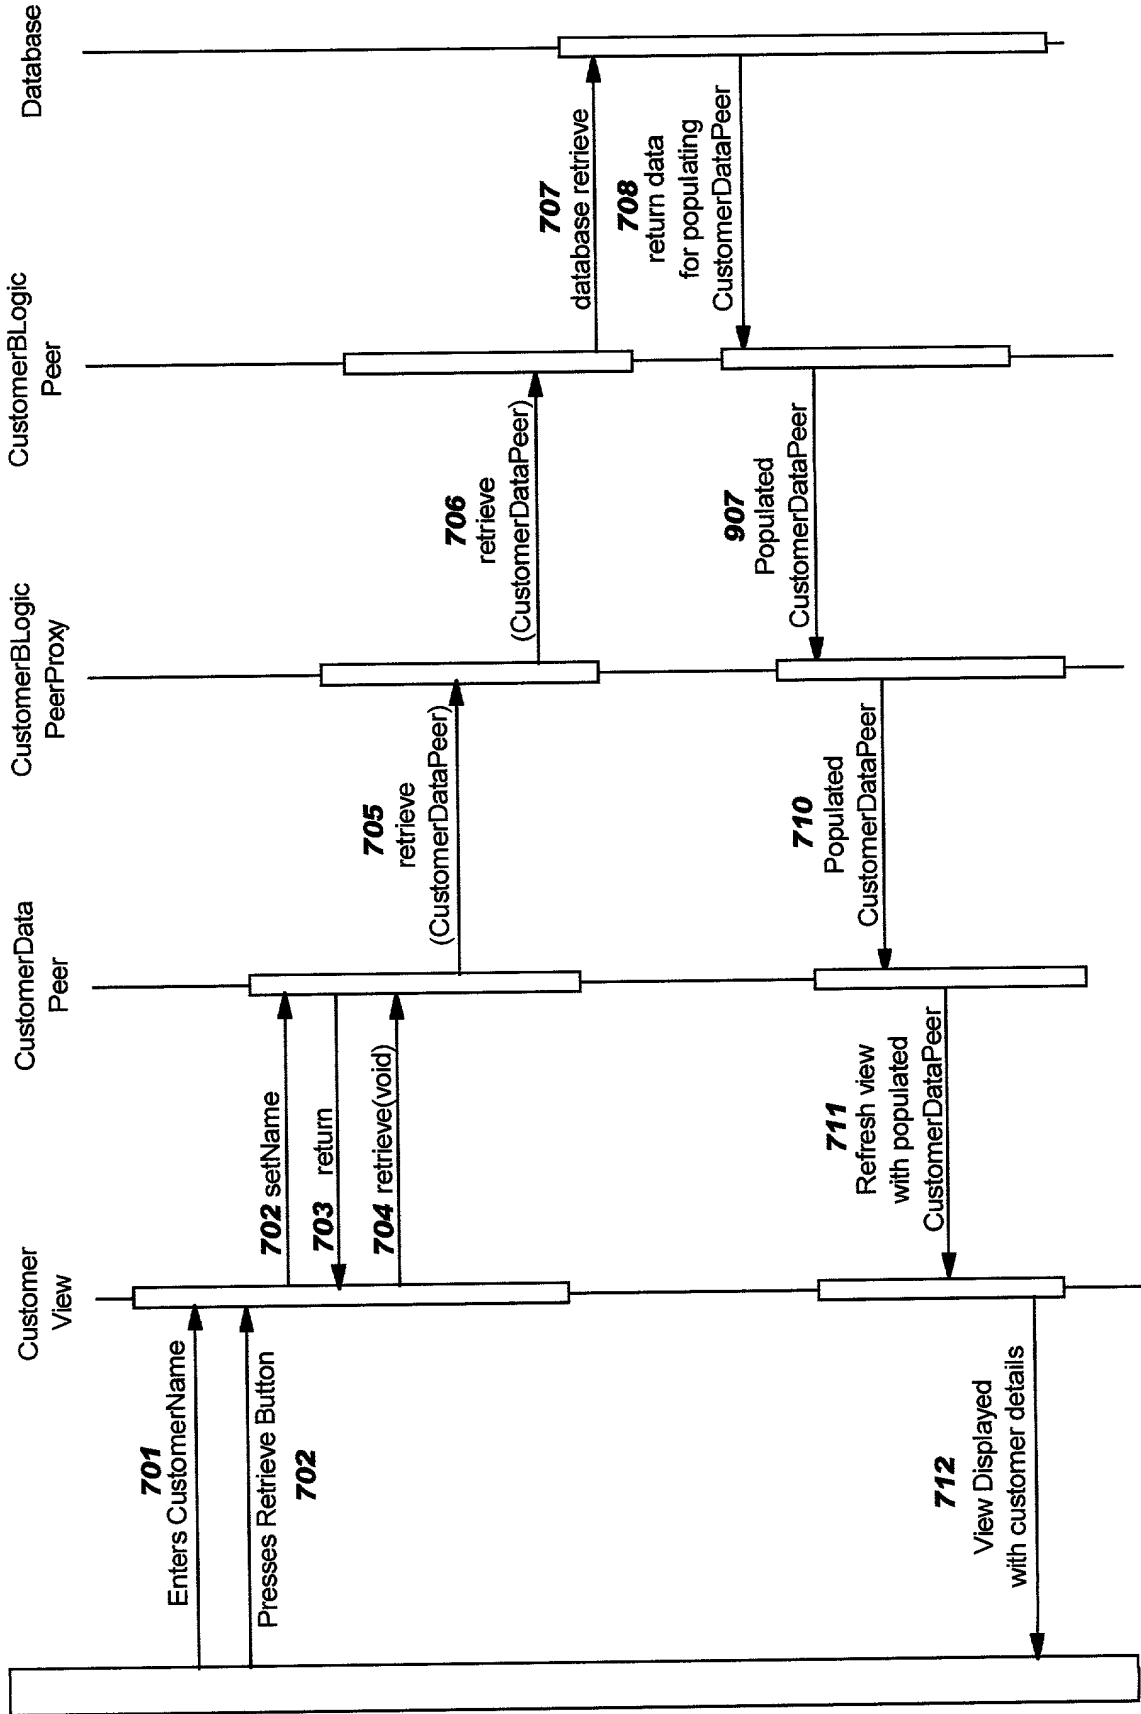 Customer
View
CustomerData
Peer
CustomerBLogic
PeerProxy
CustomerBLogic
Peer
Database
701
Enters CustomerName
Presses Retrieve Button
702
702 setName
703 return
704 retrieve(void)
705
retrieve
(CustomerDataPeer)
706
retrieve
(CustomerDataPeer)
707
database retrieve
708
return data
for populating
CustomerDataPeer
907
Populated
CustomerDataPeer
710
Populated
CustomerDataPeer
711
Refresh view
with populated
CustomerDataPeer
712
View Displayed
with customer details